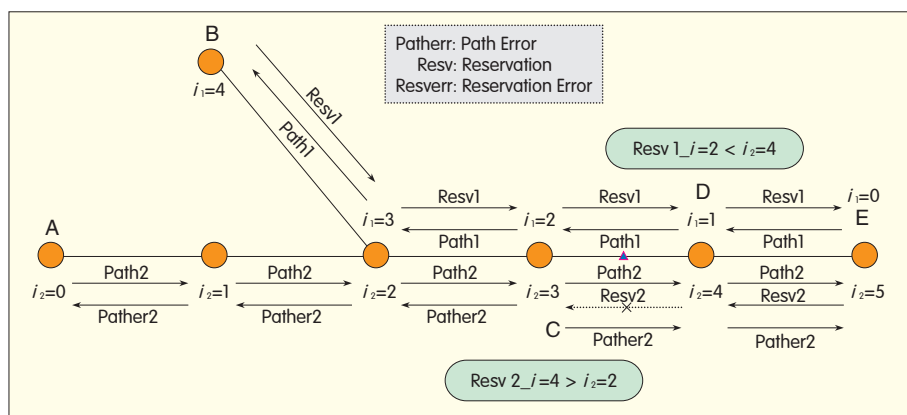 B
Patherr: Path Error
Resv: Reservation
Resverr: Reservation Error
i₁=4
Resv1
Path1
Resv 1_i=2 < i₂=4
A
i₁=3
Resv1
Path1
i₁=2
Resv1
Path1
D
i₁=1
Resv1
Path1
i₁=0
E
i₂=0
Path2
Pather2
i₂=1
Path2
Pather2
i₂=2
Path2
Pather2
i₂=3
Path2
Resv2
C
Pather2
i₂=4
Path2
Resv2
Pather2
i₂=5
Resv 2_i=4 > i₂=2